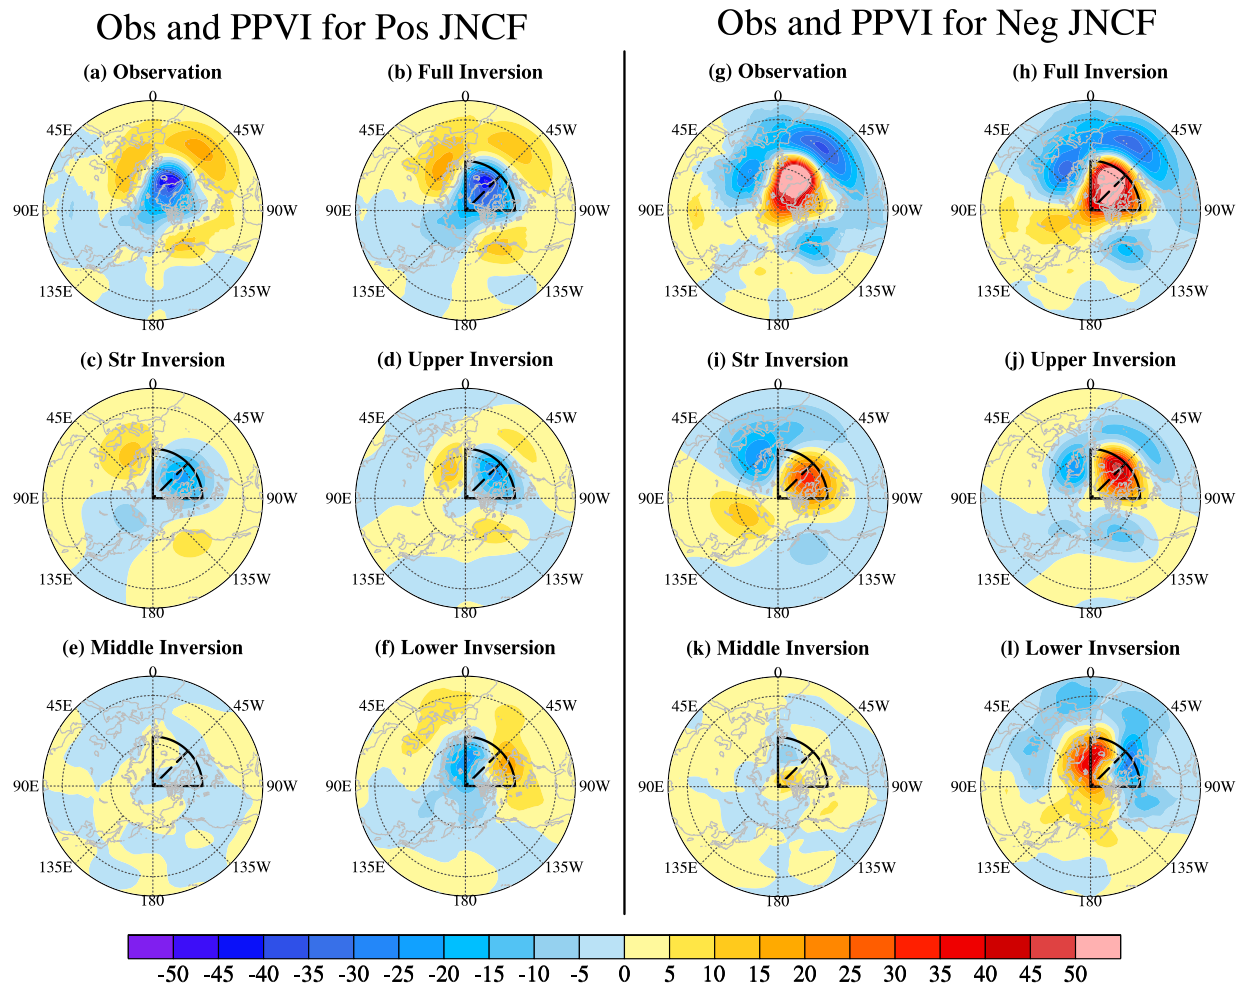 Obs and PPVI for Pos JNCF
Obs and PPVI for Neg JNCF
(a) Observation
(b) Full Inversion
(g) Observation
(h) Full Inversion
0 0 0 0
45E 45W 45E 45W 45E 45W 45E 45W
90E 90W 90E 90W 90E 90W 90E 90W
135E 135W 135E 135W 135E 135W 135E 135W
180 180 180 180
(c) Str Inversion
(d) Upper Inversion
(i) Str Inversion
(j) Upper Inversion
0 0 0 0
45E 45W 45E 45W 45E 45W 45E 45W
90E 90W 90E 90W 90E 90W 90E 90W
135E 135W 135E 135W 135E 135W 135E 135W
180 180 180 180
(e) Middle Inversion
(f) Lower Invsersion
(k) Middle Inversion
(l) Lower Invsersion
0 0 0 0
45E 45W 45E 45W 45E 45W 45E 45W
90E 90W 90E 90W 90E 90W 90E 90W
135E 135W 135E 135W 135E 135W 135E 135W
180 180 180 180
-50 -45 -40 -35 -30 -25 -20 -15 -10 -5 0 5 10 15 20 25 30 35 40 45 50